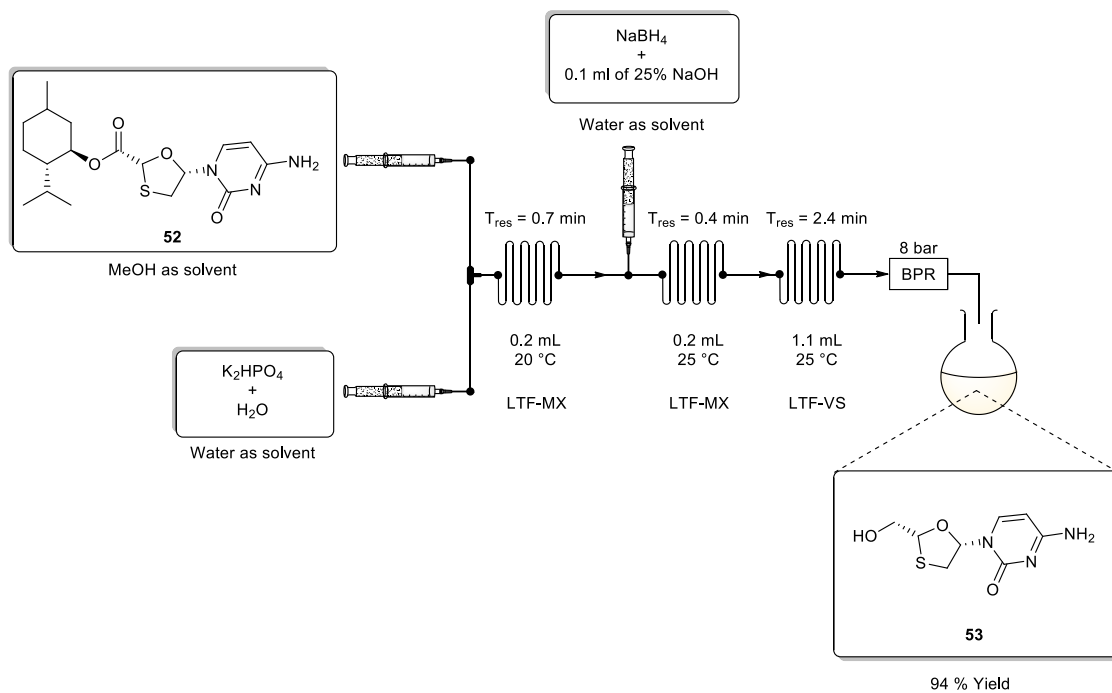 NaBH4
+
0.1 ml of 25% NaOH
Water as solvent
O
O
O
S
N
N
NH2
O
52
MeOH as solvent
K2HPO4
+
H2O
Water as solvent
Tres = 0.7 min
0.2 mL
20 °C
LTF-MX
Tres = 0.4 min
0.2 mL
25 °C
LTF-MX
Tres = 2.4 min
1.1 mL
25 °C
LTF-VS
8 bar
BPR
HO
O
S
N
N
NH2
O
53
94 % Yield